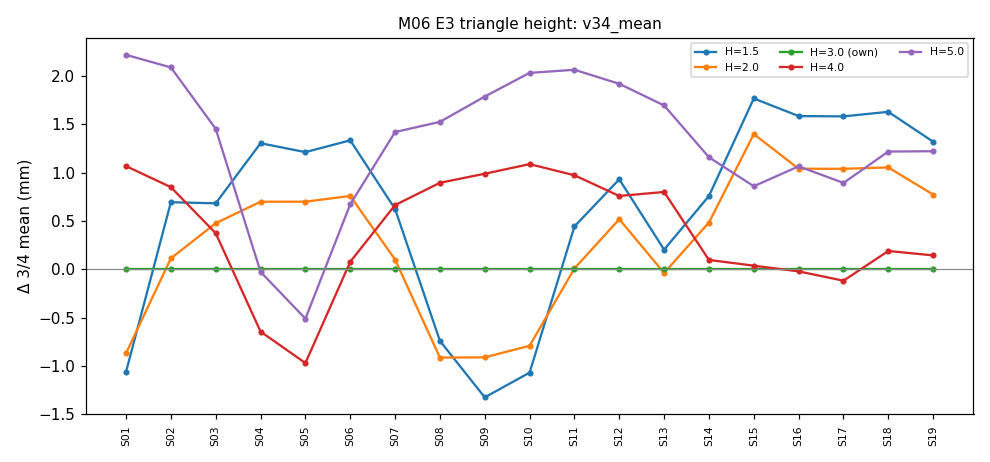 M06 E3 triangle height: v34_mean
H=1.5
H=2.0
H=3.0 (own)
H=4.0
H=5.0
Δ 3/4 mean (mm)
2.0
1.5
1.0
0.5
0.0
−0.5
−1.0
−1.5
S01 S02 S03 S04 S05 S06 S07 S08 S09 S10 S11 S12 S13 S14 S15 S16 S17 S18 S19